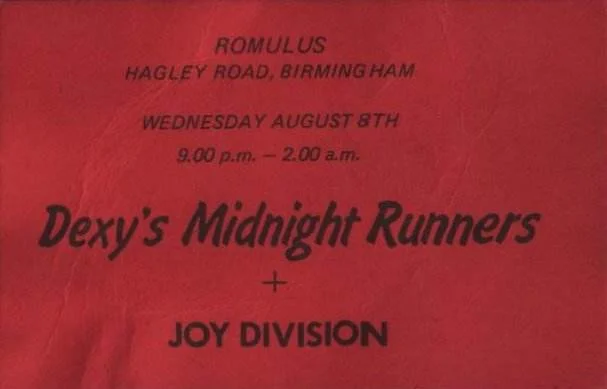 ROMULUS
HAGLEY ROAD, BIRMINGHAM
WEDNESDAY AUGUST 8TH
9.00 p.m. – 2.00 a.m.
Dexy's Midnight Runners
+
JOY DIVISION